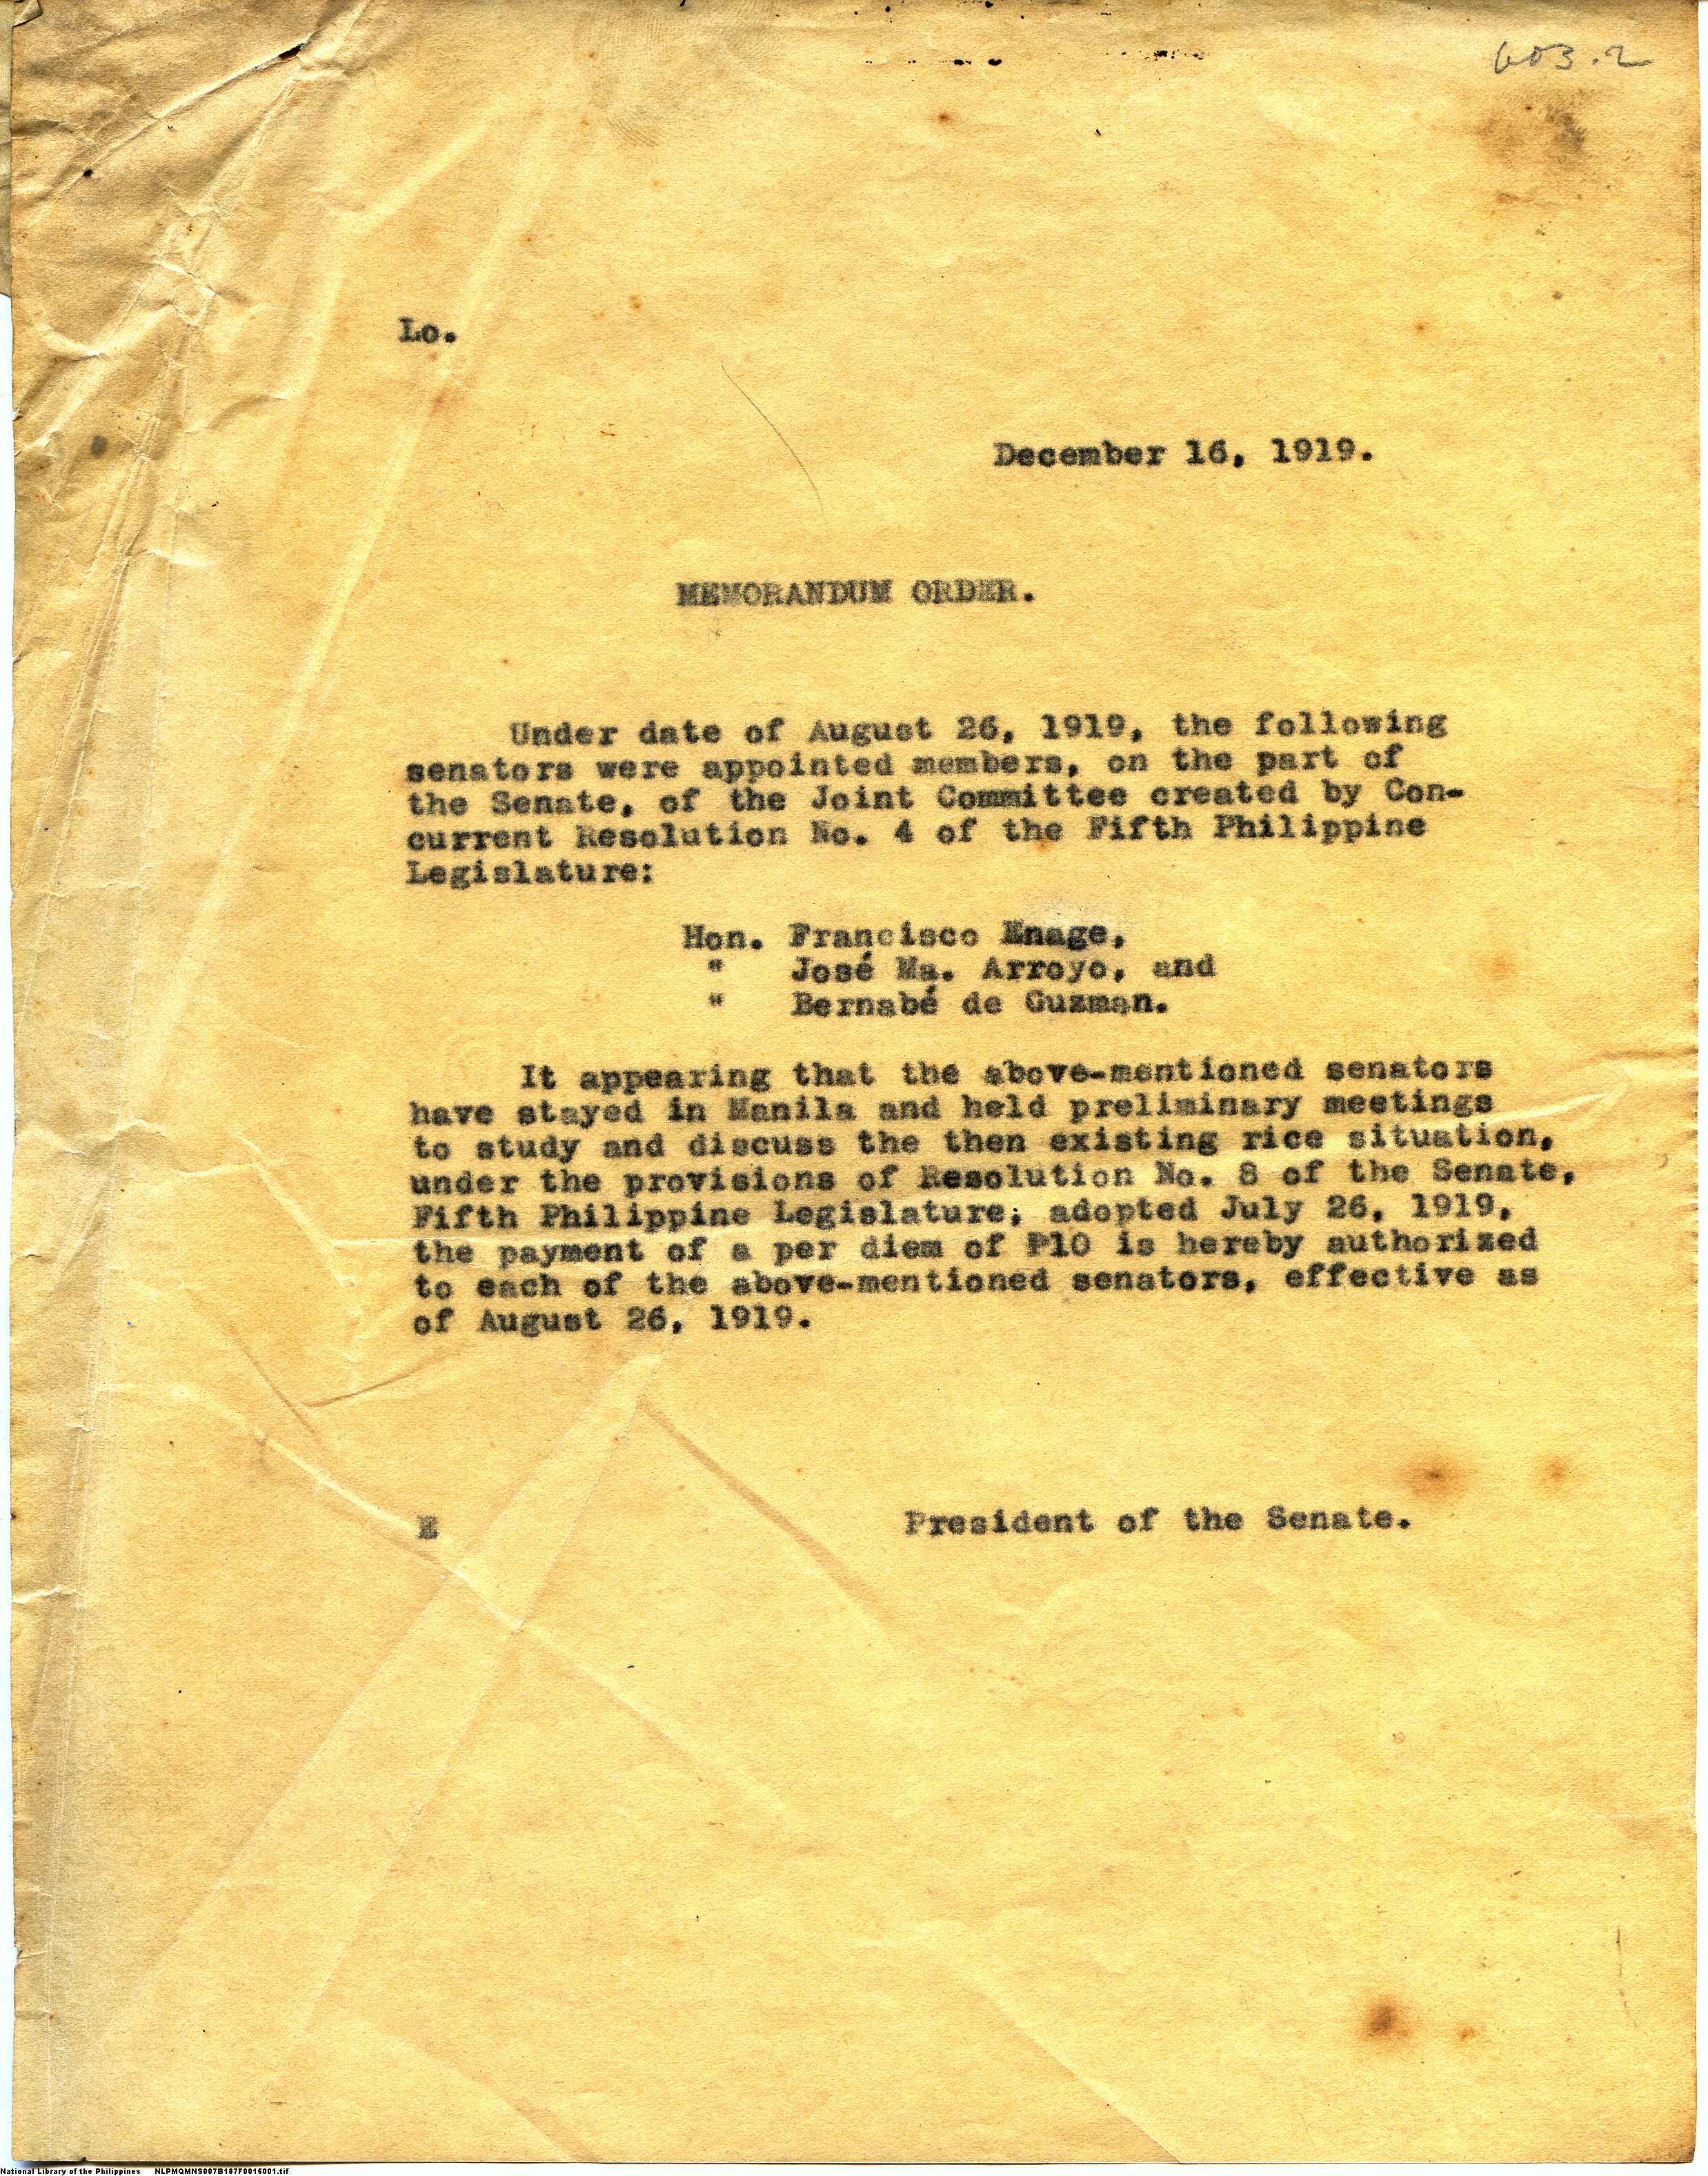 603.2
Lo.
December 16, 1919.
MEMORANDUM ORDER.
Under date of August 26, 1919, the following
senators were appointed members, on the part of
the Senate, of the Joint Committee created by Con-
current Resolution No. 4 of the Fifth Philippine
Legislature:
Hon. Francisco Enage,
" José Ma. Arroyo, and
" Bernabé de Guzman.
It appearing that the above-mentioned senators
have stayed in Manila and held preliminary meetings
to study and discuss the then existing rice situation,
under the provisions of Resolution No. 8 of the Senate,
Fifth Philippine Legislature; adopted July 26, 1919,
the payment of a per diem of ₱10 is hereby authorized
to each of the above-mentioned senators, effective as
of August 26, 1919.
E President of the Senate.
National Library of the Philippines NLPMQMNS007B187F0015001.tif